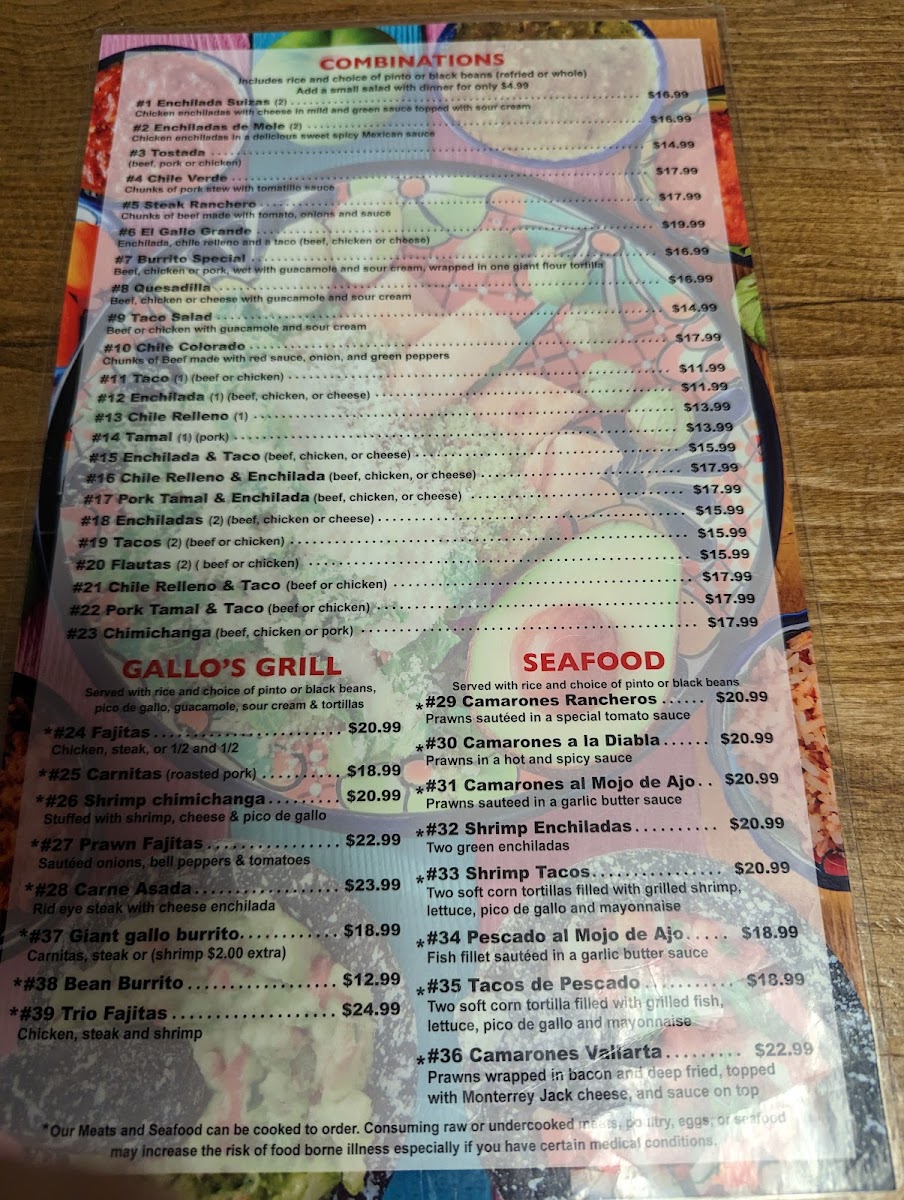 COMBINATIONS
Includes rice and choice of pinto or black beans (refried or whole)
Add a small salad with dinner for only $4.99
#1 Enchilada Suizas (2) $16.99
Chicken enchiladas with cheese in mild and green sauce topped with sour cream
#2 Enchiladas de Mole (2) $16.99
Chicken enchiladas in a delicious sweet spicy Mexican sauce
#3 Tostada $14.99
(beef, pork or chicken)
#4 Chile Verde $17.99
Chunks of pork stew with tomatillo sauce
#5 Steak Ranchero $17.99
Chunks of beef made with tomato, onions and sauce
#6 El Gallo Grande $19.99
Enchilada, chile relleno and a taco (beef, chicken or cheese)
#7 Burrito Special $16.99
Beef, chicken or pork, wet with guacamole and sour cream, wrapped in one giant flour tortilla
#8 Quesadilla $16.99
Beef, chicken or cheese with guacamole and sour cream
#9 Taco Salad $14.99
Beef or chicken with guacamole and sour cream
#10 Chile Colorado $17.99
Chunks of Beef made with red sauce, onion, and green peppers
#11 Taco (1) (beef or chicken) $11.99
#12 Enchilada (1) (beef, chicken, or cheese) $11.99
#13 Chile Relleno (1) $13.99
#14 Tamal (1) (pork) $13.99
#15 Enchilada & Taco (beef, chicken, or cheese) $15.99
#16 Chile Relleno & Enchilada (beef, chicken, or cheese) $17.99
#17 Pork Tamal & Enchilada (beef, chicken, or cheese) $17.99
#18 Enchiladas (2) (beef, chicken or cheese) $15.99
#19 Tacos (2) (beef or chicken) $15.99
#20 Flautas (2) ( beef or chicken) $15.99
#21 Chile Relleno & Taco (beef or chicken) $17.99
#22 Pork Tamal & Taco (beef or chicken) $17.99
#23 Chimichanga (beef, chicken or pork) $17.99
GALLO'S GRILL
Served with rice and choice of pinto or black beans,
pico de gallo, guacamole, sour cream & tortillas
*#24 Fajitas $20.99
Chicken, steak, or 1/2 and 1/2
*#25 Carnitas (roasted pork) $18.99
*#26 Shrimp chimichanga $20.99
Stuffed with shrimp, cheese & pico de gallo
*#27 Prawn Fajitas $22.99
Sautéed onions, bell peppers & tomatoes
*#28 Carne Asada $23.99
Rid eye steak with cheese enchilada
*#37 Giant gallo burrito $18.99
Carnitas, steak or (shrimp $2.00 extra)
*#38 Bean Burrito $12.99
*#39 Trio Fajitas $24.99
Chicken, steak and shrimp
SEAFOOD
Served with rice and choice of pinto or black beans
*#29 Camarones Rancheros $20.99
Prawns sautéed in a special tomato sauce
*#30 Camarones a la Diabla $20.99
Prawns in a hot and spicy sauce
*#31 Camarones al Mojo de Ajo $20.99
Prawns sauteed in a garlic butter sauce
*#32 Shrimp Enchiladas $20.99
Two green enchiladas
*#33 Shrimp Tacos $20.99
Two soft corn tortillas filled with grilled shrimp,
lettuce, pico de gallo and mayonnaise
*#34 Pescado al Mojo de Ajo $18.99
Fish fillet sautéed in a garlic butter sauce
*#35 Tacos de Pescado $18.99
Two soft corn tortilla filled with grilled fish,
lettuce, pico de gallo and mayonnaise
*#36 Camarones Vallarta $22.99
Prawns wrapped in bacon and deep fried, topped
with Monterrey Jack cheese, and sauce on top
*Our Meats and Seafood can be cooked to order. Consuming raw or undercooked meats, poultry, eggs, or seafood
may increase the risk of food borne illness especially if you have certain medical conditions.